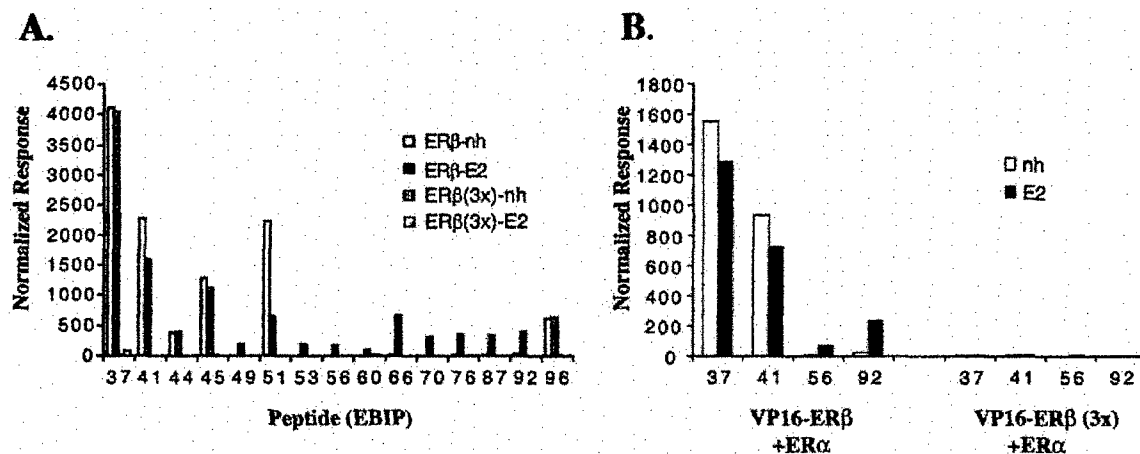 A.
Normalized Response
4500
4000
3500
3000
2500
2000
1500
1000
500
0
ERβ-nh
ERβ-E2
ERβ(3x)-nh
ERβ(3x)-E2
37 41 44 45 49 51 53 56 60 66 70 76 87 92 96
Peptide (EBIP)
B.
Normalized Response
1800
1600
1400
1200
1000
800
600
400
200
0
nh
E2
37 41 56 92
37 41 56 92
VP16-ERβ
+ERα
VP16-ERβ (3x)
+ERα